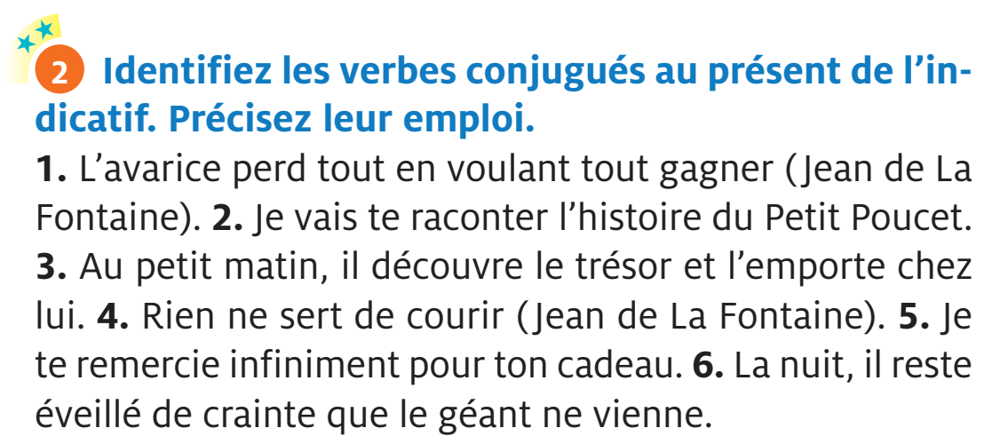 2 Identifiez les verbes conjugués au présent de l’in-
dicatif. Précisez leur emploi.
1. L’avarice perd tout en voulant tout gagner (Jean de La
Fontaine). 2. Je vais te raconter l’histoire du Petit Poucet.
3. Au petit matin, il découvre le trésor et l’emporte chez
lui. 4. Rien ne sert de courir (Jean de La Fontaine). 5. Je
te remercie infiniment pour ton cadeau. 6. La nuit, il reste
éveillé de crainte que le géant ne vienne.